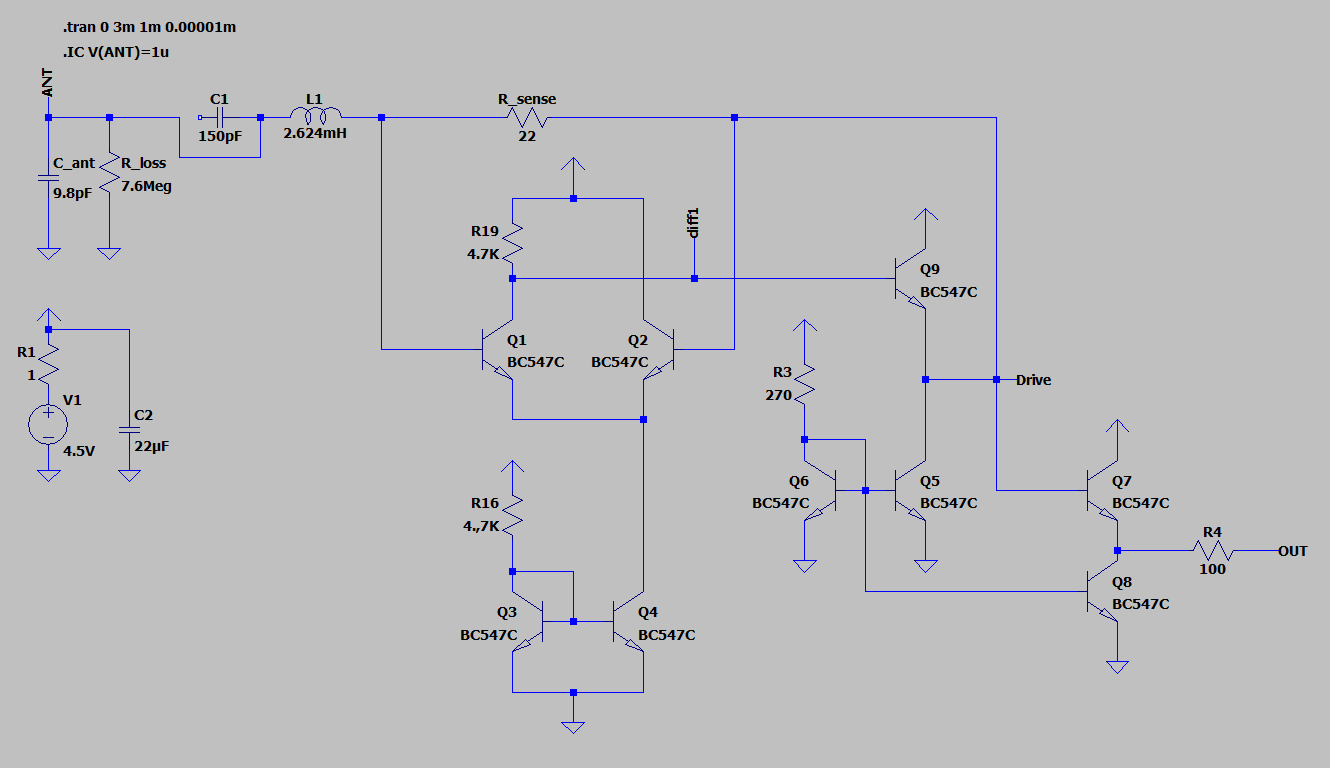 .tran 0 3m 1m 0.00001m
.IC V(ANT)=1u
ANT
C1
150pF
L1
2.624mH
R_sense
22
C_ant
9.8pF
R_loss
7.6Meg
R19
4.7K
diff1
Q9
BC547C
Q1
BC547C
Q2
BC547C
R1
1
V1
4.5V
C2
22µF
R3
270
Drive
Q6
BC547C
Q5
BC547C
Q7
BC547C
R16
4.,7K
R4
100
OUT
Q3
BC547C
Q4
BC547C
Q8
BC547C